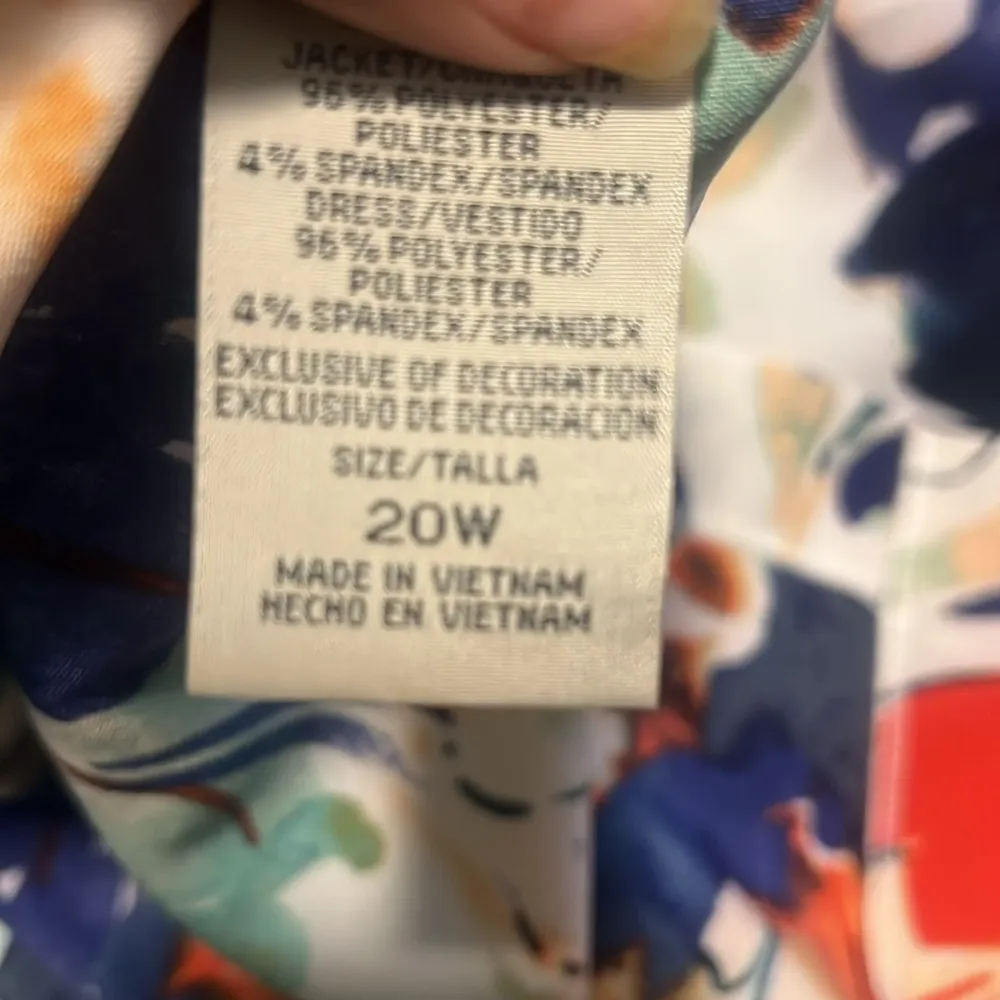 JACKET/CHAQUETA
96% POLYESTER/
POLIESTER
4% SPANDEX/SPANDEX
DRESS/VESTIDO
96% POLYESTER/
POLIESTER
4% SPANDEX/SPANDEX
EXCLUSIVE OF DECORATION
EXCLUSIVO DE DECORACION
SIZE/TALLA
20W
MADE IN VIETNAM
HECHO EN VIETNAM